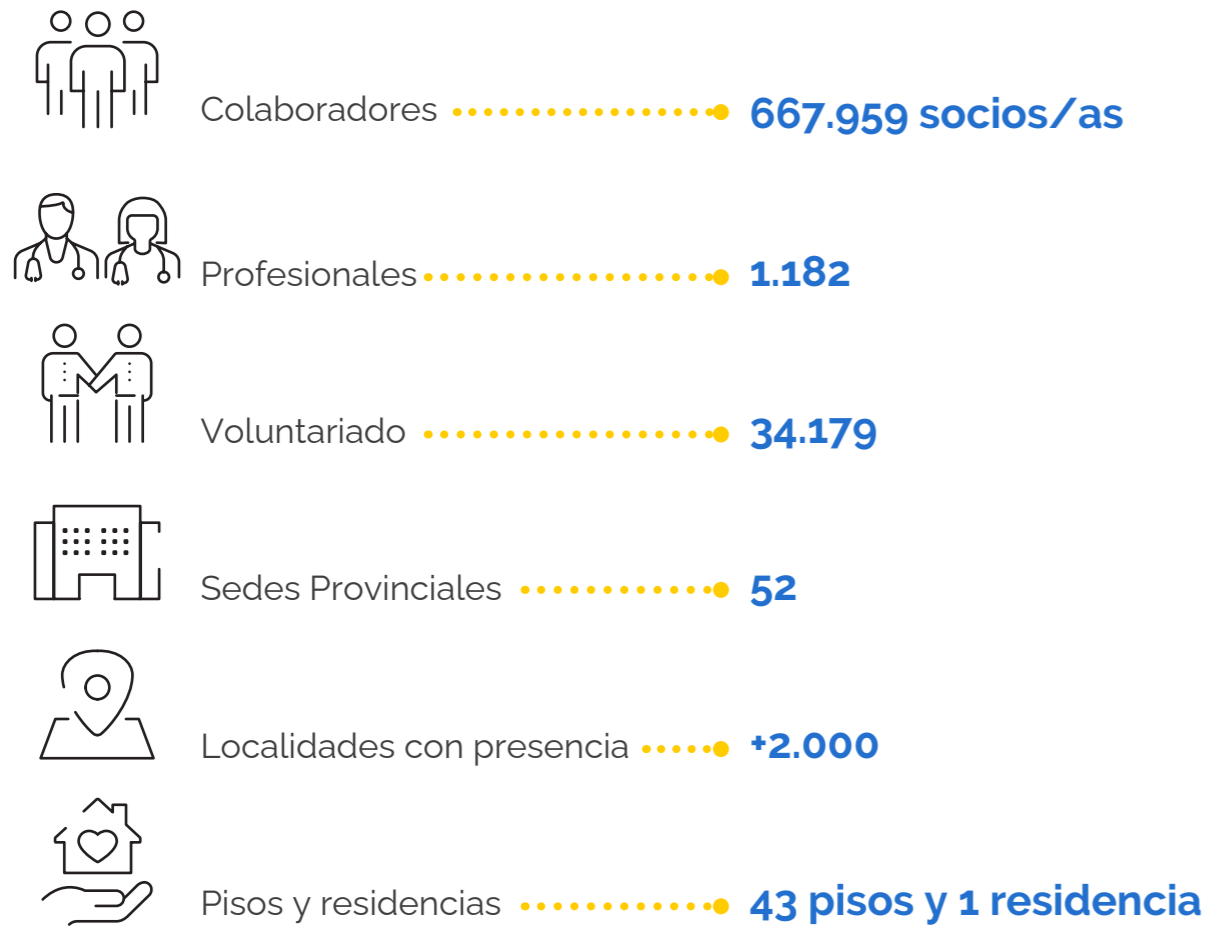 Colaboradores 667.959 socios/as
Profesionales 1.182
Voluntariado 34.179
Sedes Provinciales 52
Localidades con presencia +2.000
Pisos y residencias 43 pisos y 1 residencia